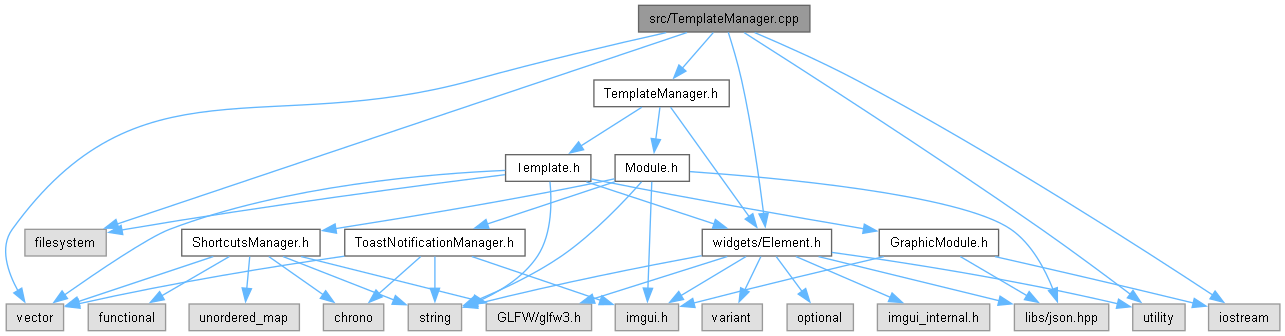 src/TemplateManager.cpp
TemplateManager.h
Template.h
Module.h
filesystem
ShortcutsManager.h
ToastNotificationManager.h
widgets/Element.h
GraphicModule.h
vector
functional
unordered_map
chrono
string
GLFW/glfw3.h
imgui.h
variant
optional
imgui_internal.h
libs/json.hpp
utility
iostream